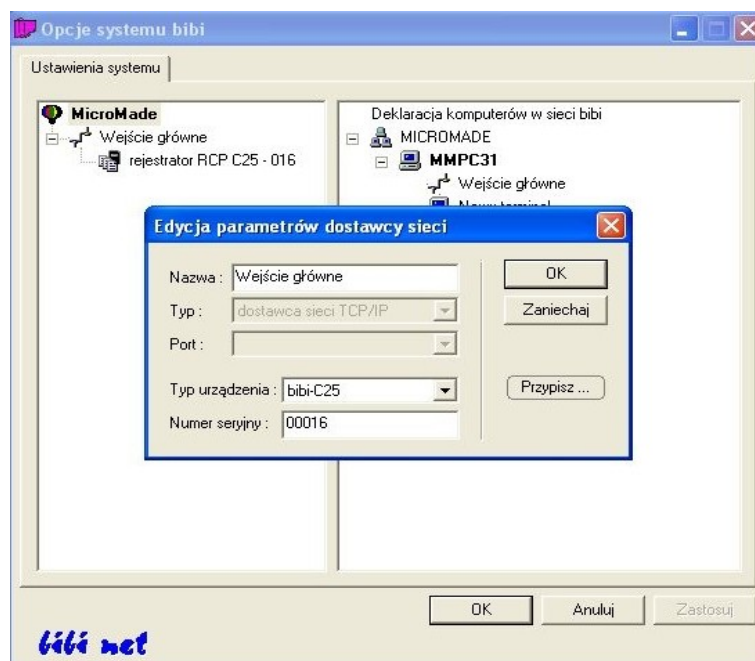 Opcje systemu bibi
Ustawienia systemu
MicroMade
Wejście główne
rejestrator RCP C25 - 016
Deklaracja komputerów w sieci bibi
MICROMADE
MMPC31
Wejście główne
Nowy terminal
Edycja parametrów dostawcy sieci
Nazwa : Wejście główne
Typ : dostawca sieci TCP/IP
Port :
Typ urządzenia : bibi-C25
Numer seryjny : 00016
OK
Zaniechaj
Przypisz ...
OK Anuluj Zastosuj
bibi net